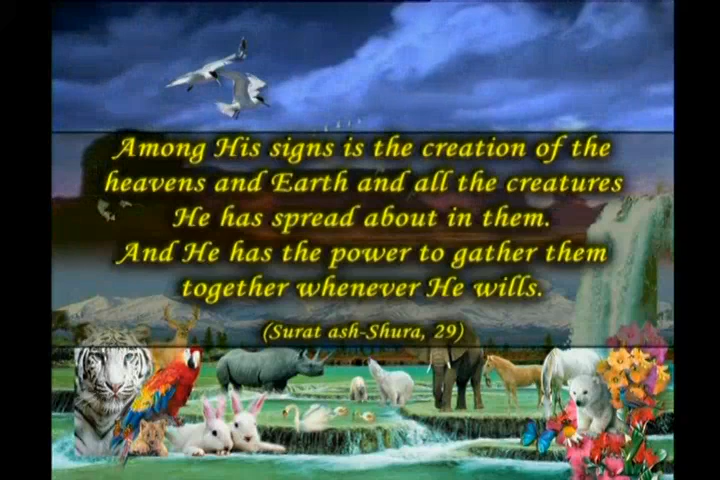 Among His signs is the creation of the
heavens and Earth and all the creatures
He has spread about in them.
And He has the power to gather them
together whenever He wills.
(Surat ash-Shura, 29)